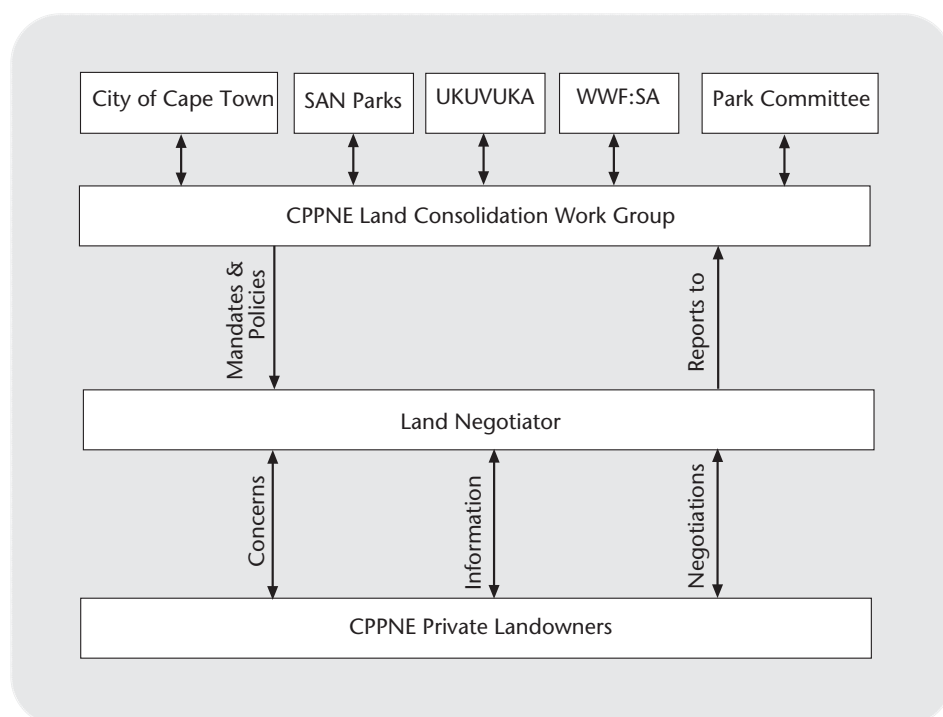 City of Cape Town
SAN Parks
UKUVUKA
WWF:SA
Park Committee
CPPNE Land Consolidation Work Group
Mandates &
Policies
Reports to
Land Negotiator
Concerns
Information
Negotiations
CPPNE Private Landowners